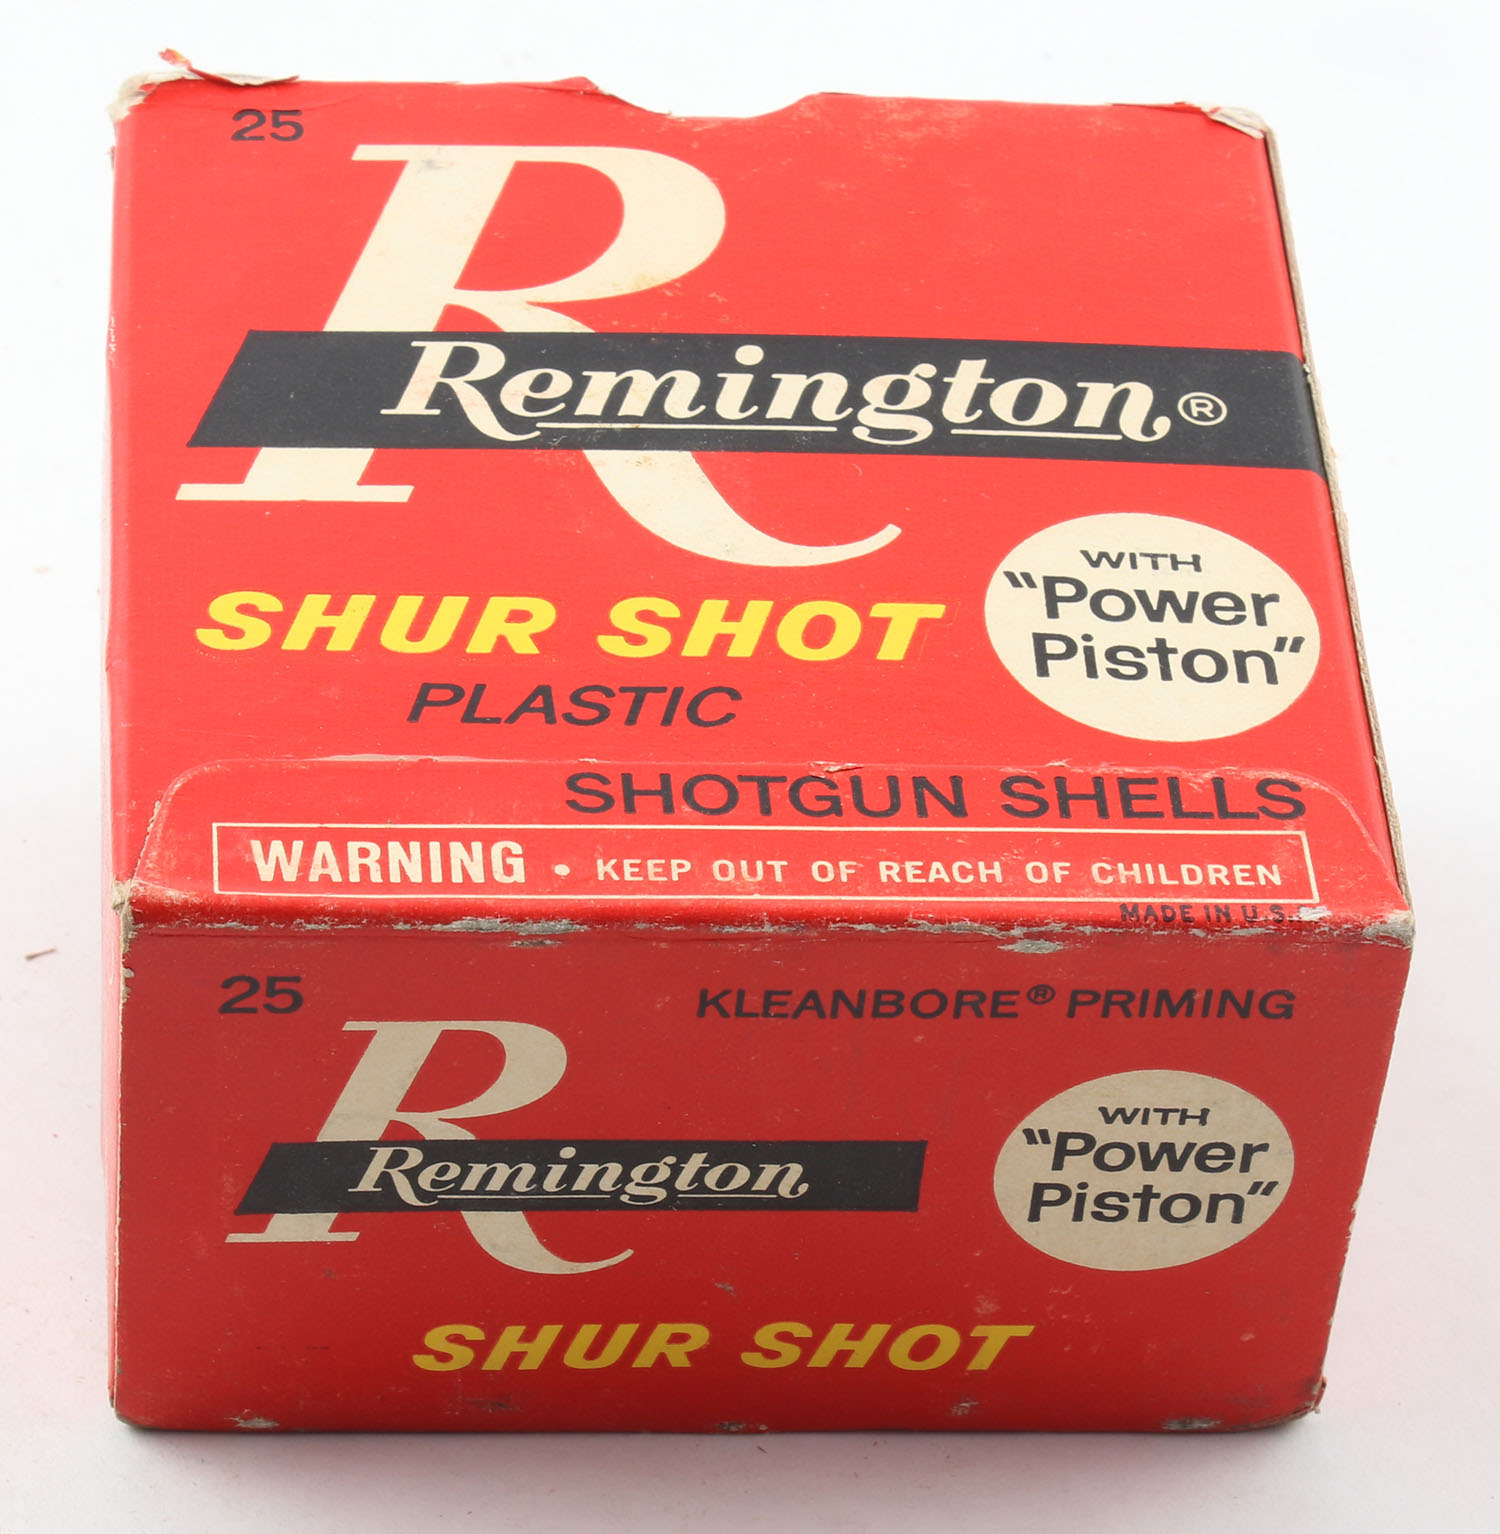 25
R
Remington®
SHUR SHOT
PLASTIC
WITH
"Power
Piston"
SHOTGUN SHELLS
WARNING • KEEP OUT OF REACH OF CHILDREN
MADE IN U.S.
25
KLEANBORE® PRIMING
R
Remington
WITH
"Power
Piston"
SHUR SHOT